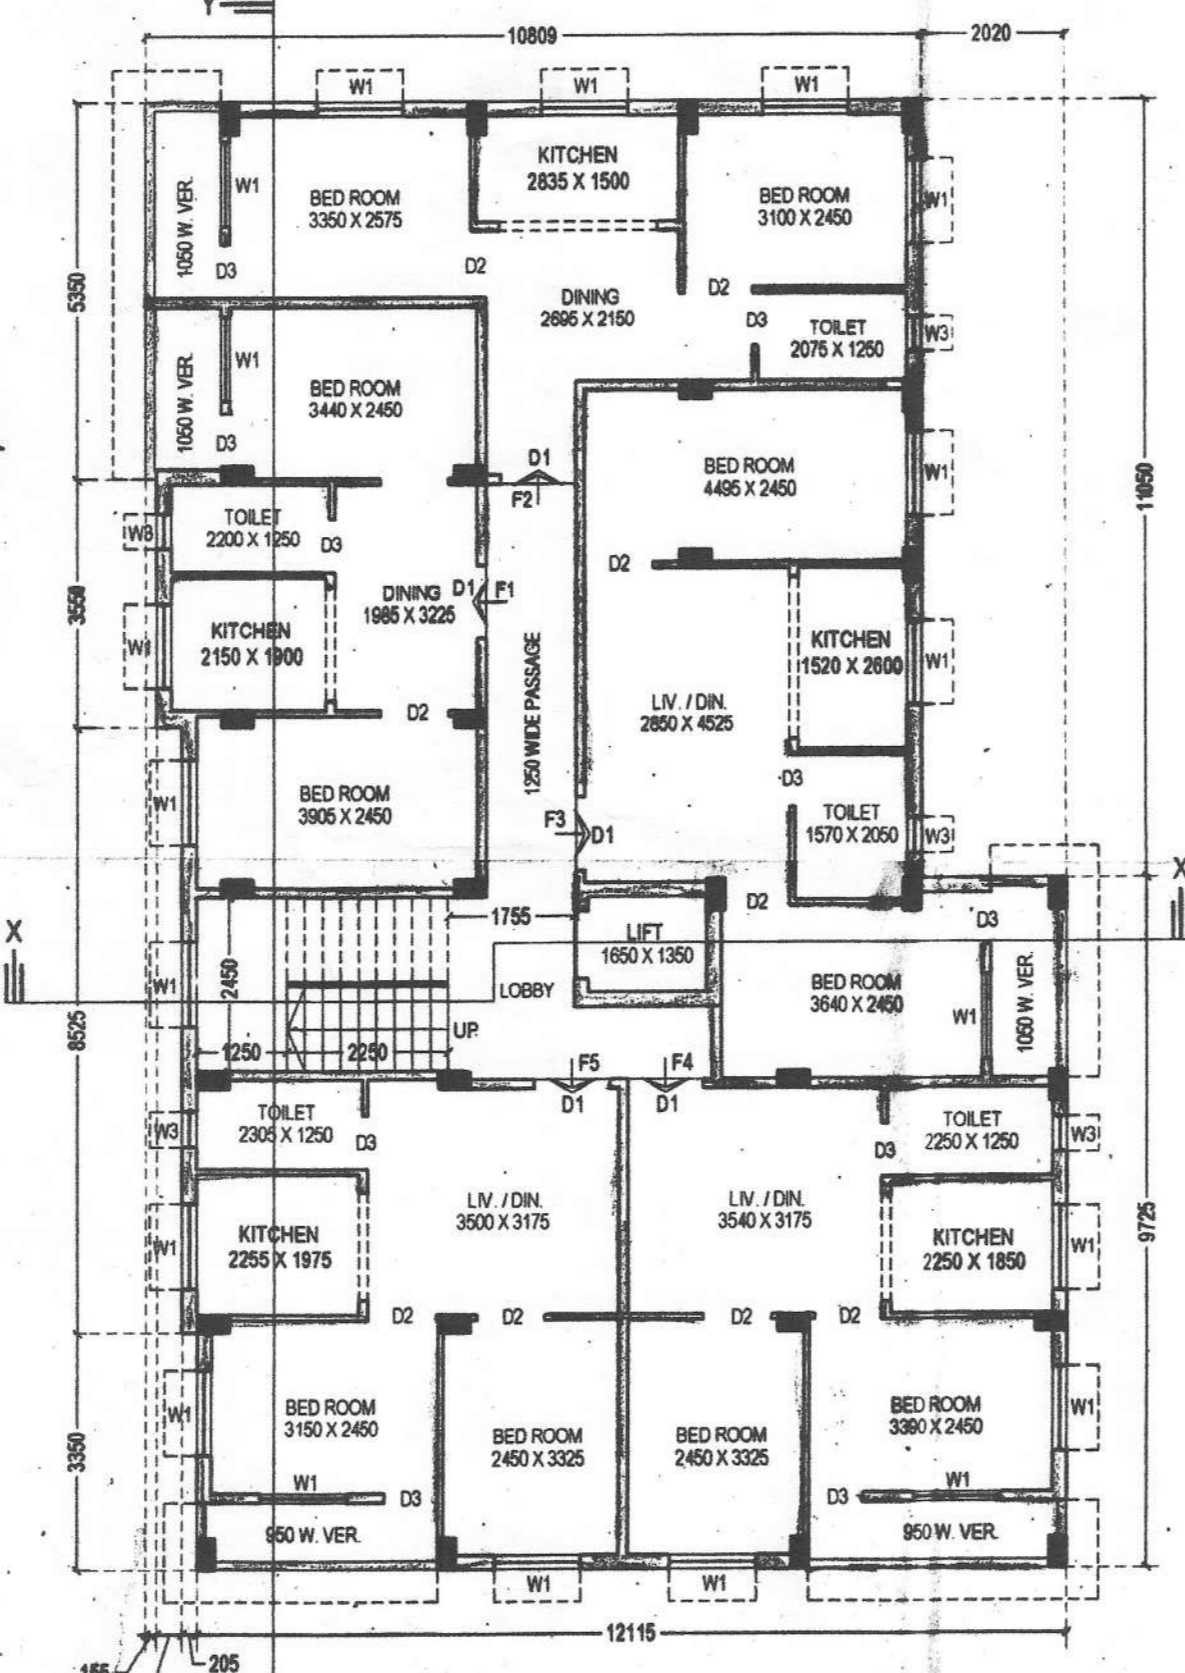 Y
10809
2020
W1
W1
W1
KITCHEN
2835 X 1500
BED ROOM
3350 X 2575
BED ROOM
3100 X 2450
W1
W1
1050 W. VER.
D3
D2
D2
5350
DINING
2695 X 2150
D3
TOILET
2075 X 1250
W3
W1
1050 W. VER.
BED ROOM
3440 X 2450
D3
D1
F2
BED ROOM
4495 X 2450
W1
11050
TOILET
2200 X 1250
W3
D3
D2
3550
DINING
1985 X 3225
D1
F1
KITCHEN
2150 X 1900
W1
KITCHEN
1520 X 2600
W1
1250 WIDE PASSAGE
LIV. / DIN.
2850 X 4525
D2
D3
BED ROOM
3905 X 2450
W1
F3
D1
TOILET
1570 X 2050
W3
X
D2
1755
D3
X
LIFT
1650 X 1350
2450
W1
LOBBY
BED ROOM
3640 X 2450
W1
1050 W. VER.
8525
UP
1250
2250
F5
F4
D1
D1
TOILET
2305 X 1250
W3
D3
TOILET
2250 X 1250
W3
D3
LIV. / DIN.
3500 X 3175
LIV. / DIN.
3540 X 3175
9725
KITCHEN
2255 X 1975
W1
KITCHEN
2250 X 1850
W1
D2
D2
D2
D2
3350
BED ROOM
3150 X 2450
W1
BED ROOM
2450 X 3325
BED ROOM
2450 X 3325
BED ROOM
3390 X 2450
W1
W1
D3
D3
W1
950 W. VER.
950 W. VER.
W1
W1
12115
205